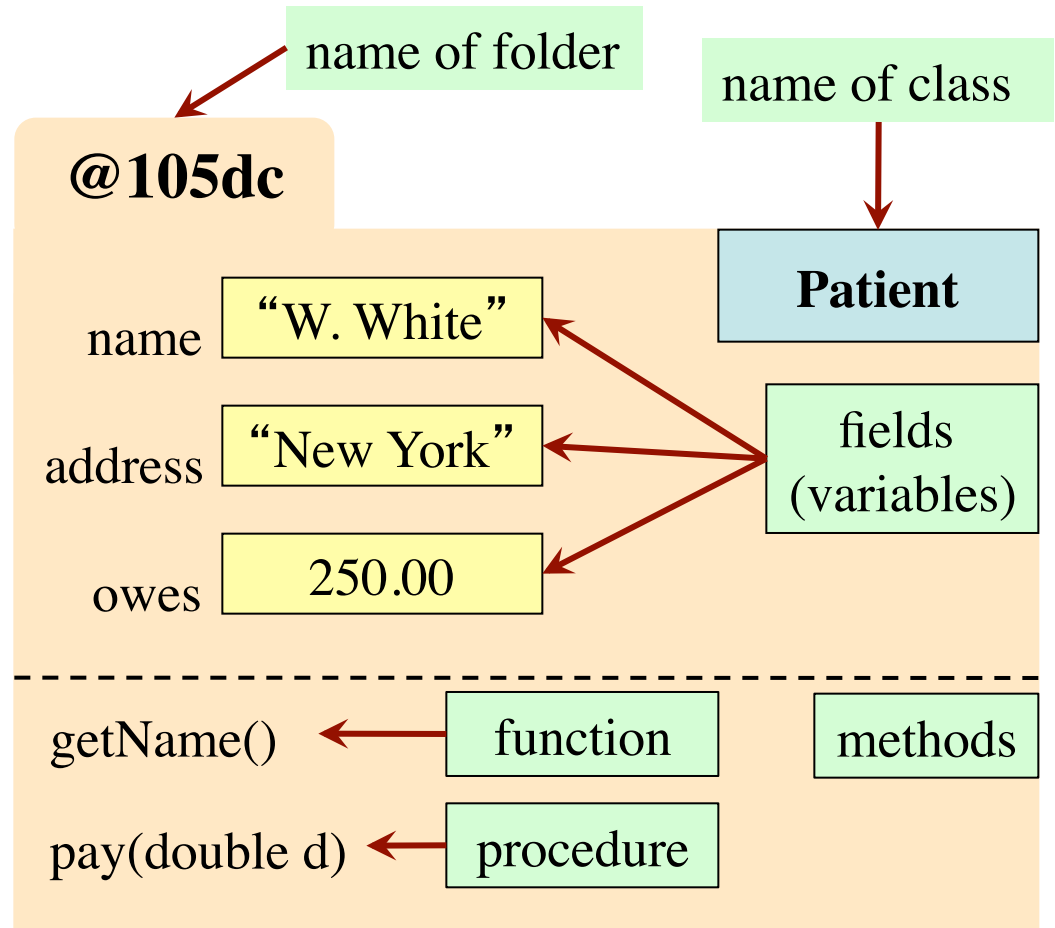 name of folder
name of class
@105dc
Patient
name
“W. White”
address
“New York”
fields
(variables)
owes
250.00
getName()
function
methods
pay(double d)
procedure